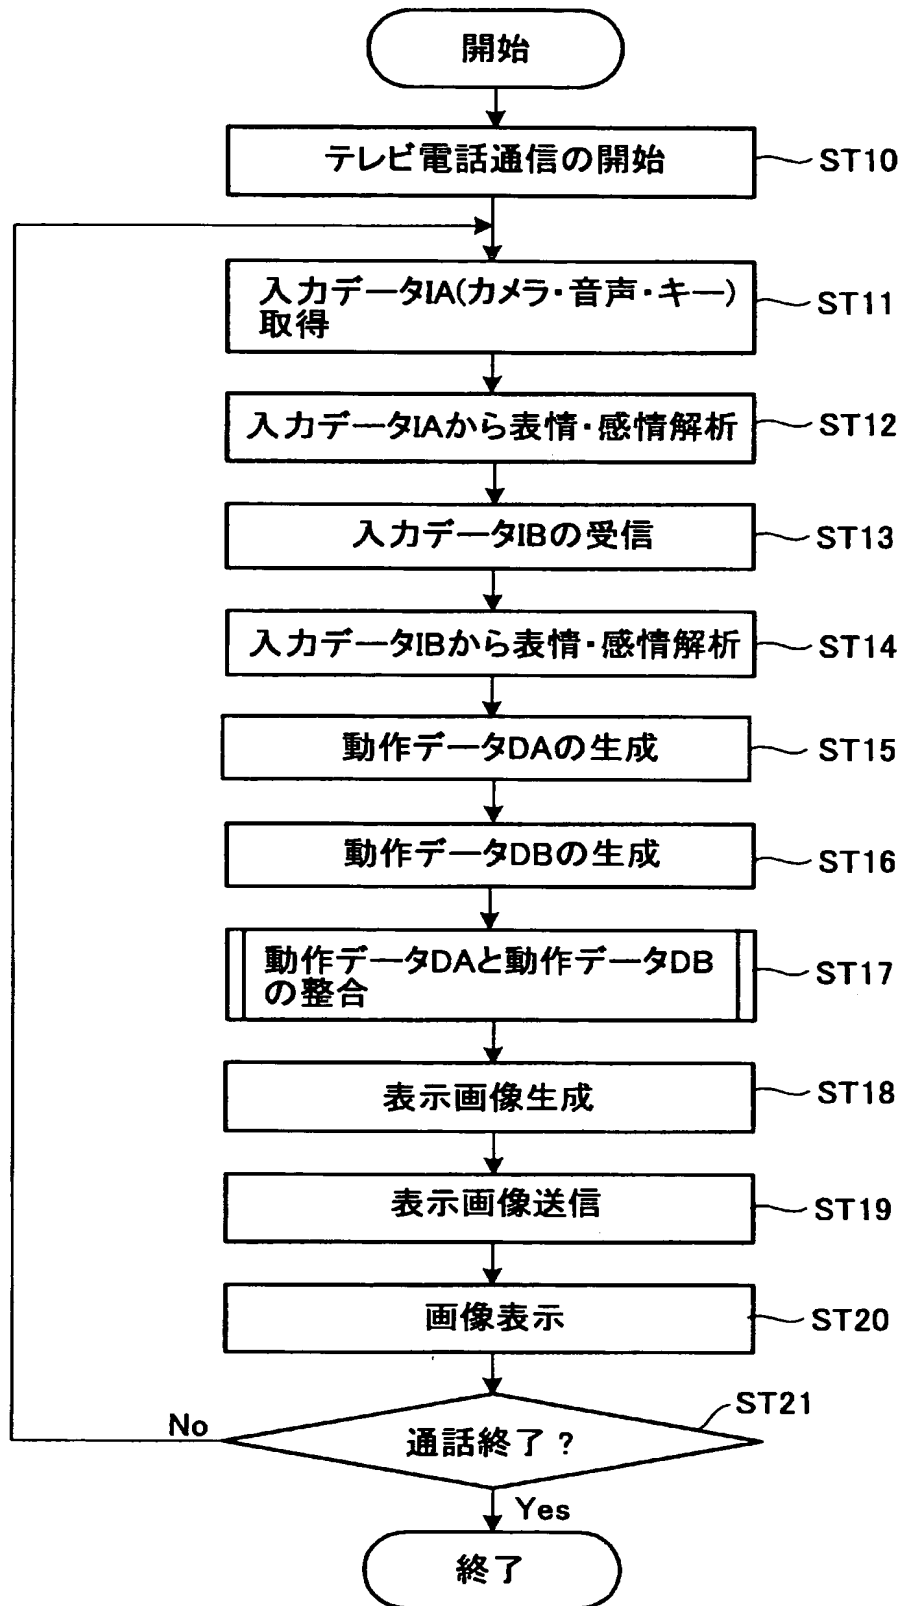 開始
テレビ電話通信の開始
ST10
入力データIA(カメラ・音声・キー)
取得
ST11
入力データIAから表情・感情解析
ST12
入力データIBの受信
ST13
入力データIBから表情・感情解析
ST14
動作データDAの生成
ST15
動作データDBの生成
ST16
動作データDAと動作データDB
の整合
ST17
表示画像生成
ST18
表示画像送信
ST19
画像表示
ST20
ST21
No
通話終了?
Yes
終了